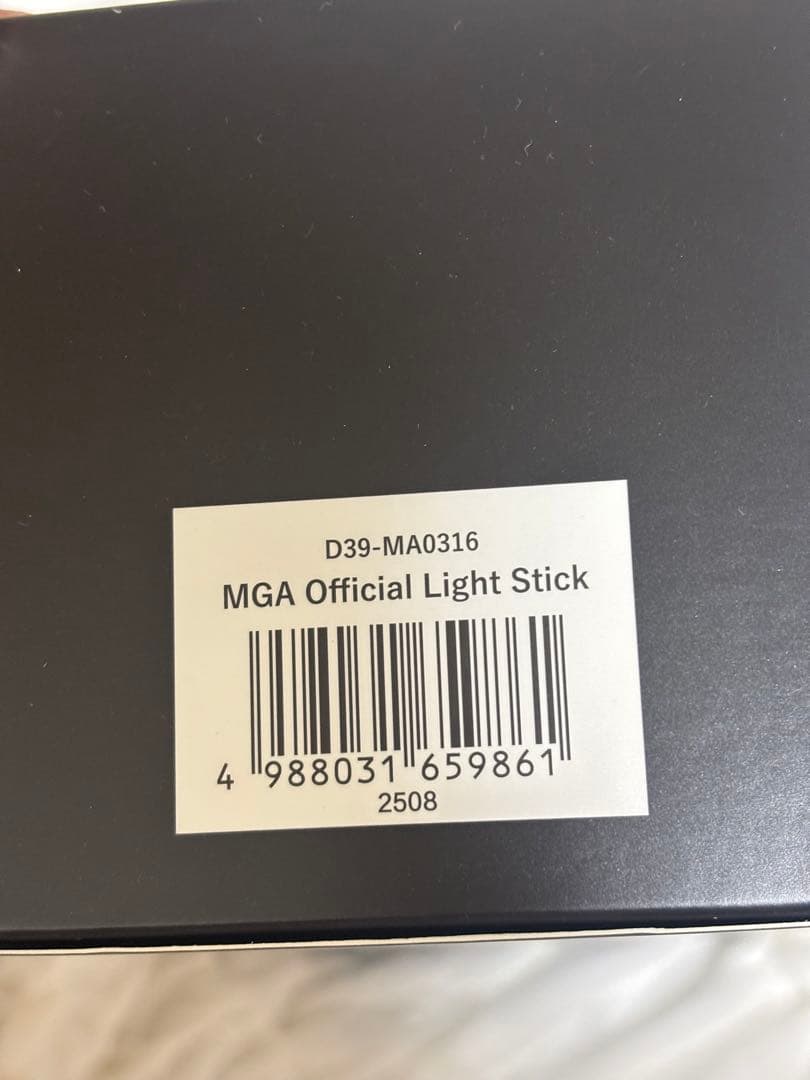 D39-MA0316
MGA Official Light Stick
4 988031 659861
2508